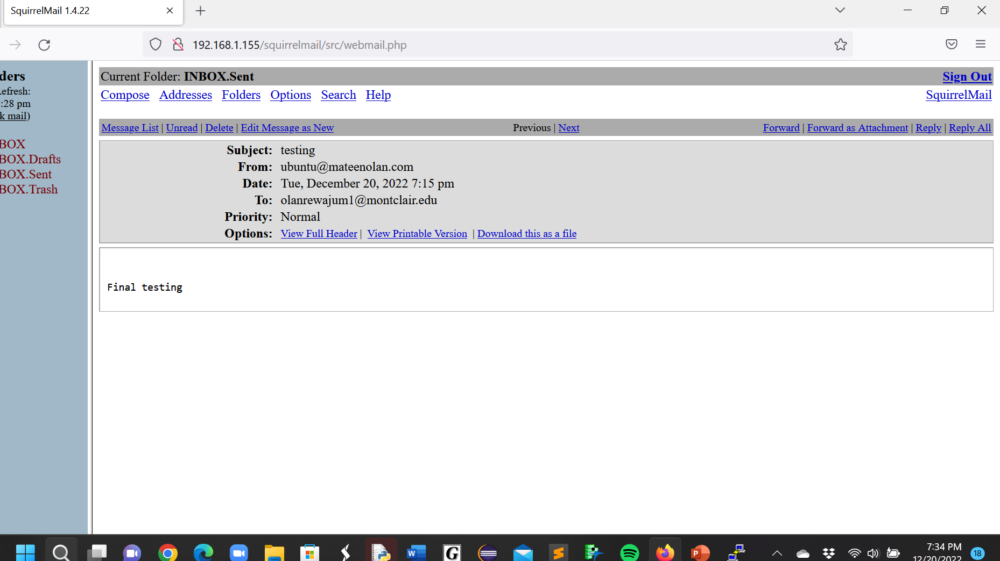 SquirrelMail 1.4.22
192.168.1.155/squirrelmail/src/webmail.php
ders
efresh:
:28 pm
k mail)
BOX
BOX.Drafts
BOX.Sent
BOX.Trash
Current Folder: INBOX.Sent Sign Out
Compose Addresses Folders Options Search Help SquirrelMail
Message List | Unread | Delete | Edit Message as New Previous | Next Forward | Forward as Attachment | Reply | Reply All
Subject: testing
From: ubuntu@mateenolan.com
Date: Tue, December 20, 2022 7:15 pm
To: olanrewajum1@montclair.edu
Priority: Normal
Options: View Full Header | View Printable Version | Download this as a file
Final testing
7:34 PM
12/20/2022
18